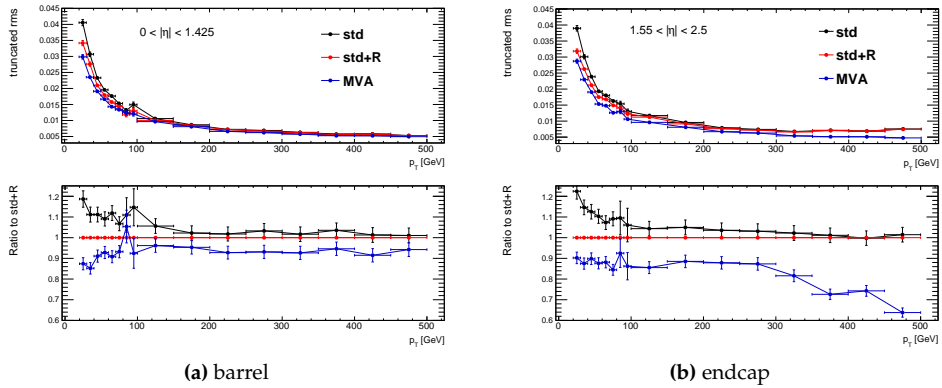 truncated rms
0.045
0.04
0.035
0.03
0.025
0.02
0.015
0.01
0.005
0 < |η| < 1.425
std
std+R
MVA
0 100 200 300 400 500
p_T [GeV]
Ratio to std+R
1.2
1.1
1
0.9
0.8
0.7
0.6
0 100 200 300 400 500
p_T [GeV]
(a) barrel
truncated rms
0.045
0.04
0.035
0.03
0.025
0.02
0.015
0.01
0.005
1.55 < |η| < 2.5
std
std+R
MVA
0 100 200 300 400 500
p_T [GeV]
Ratio to std+R
1.2
1.1
1
0.9
0.8
0.7
0.6
0 100 200 300 400 500
p_T [GeV]
(b) endcap